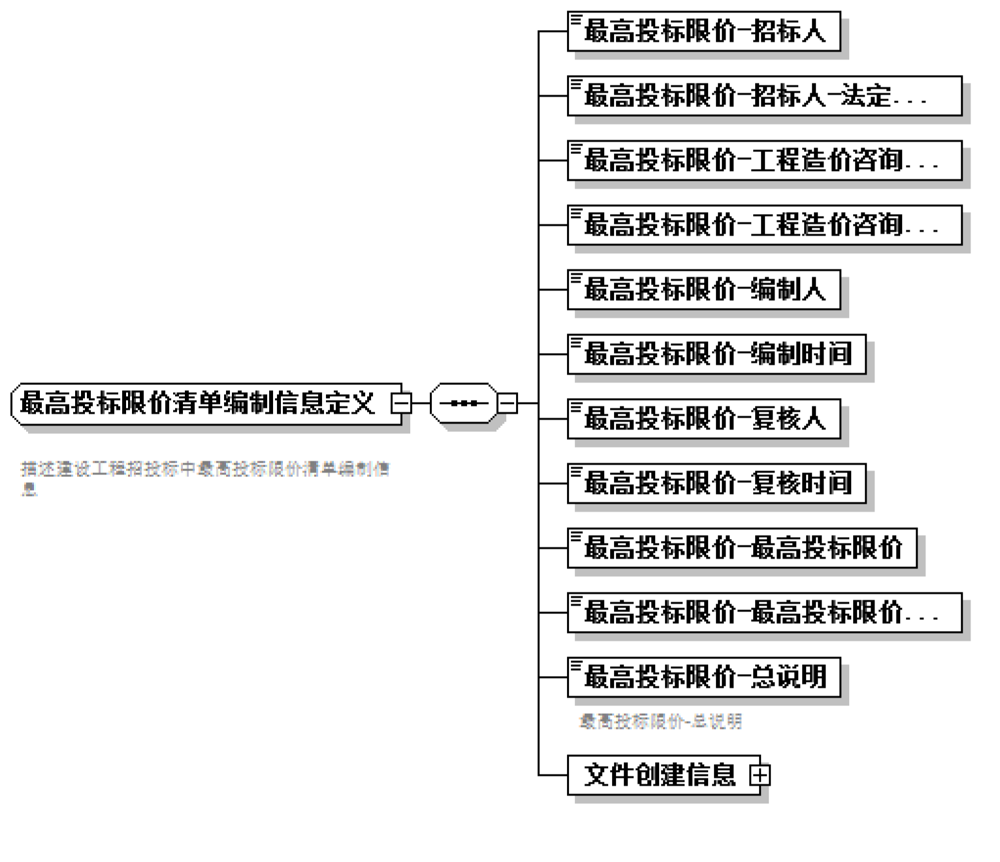 最高投标限价-招标人
最高投标限价-招标人-法定...
最高投标限价-工程造价咨询...
最高投标限价-工程造价咨询...
最高投标限价-编制人
最高投标限价-编制时间
最高投标限价清单编制信息定义
描述建设工程招投标中最高投标限价清单编制信
息
最高投标限价-复核人
最高投标限价-复核时间
最高投标限价-最高投标限价
最高投标限价-最高投标限价...
最高投标限价-总说明
最高投标限价-总说明
文件创建信息